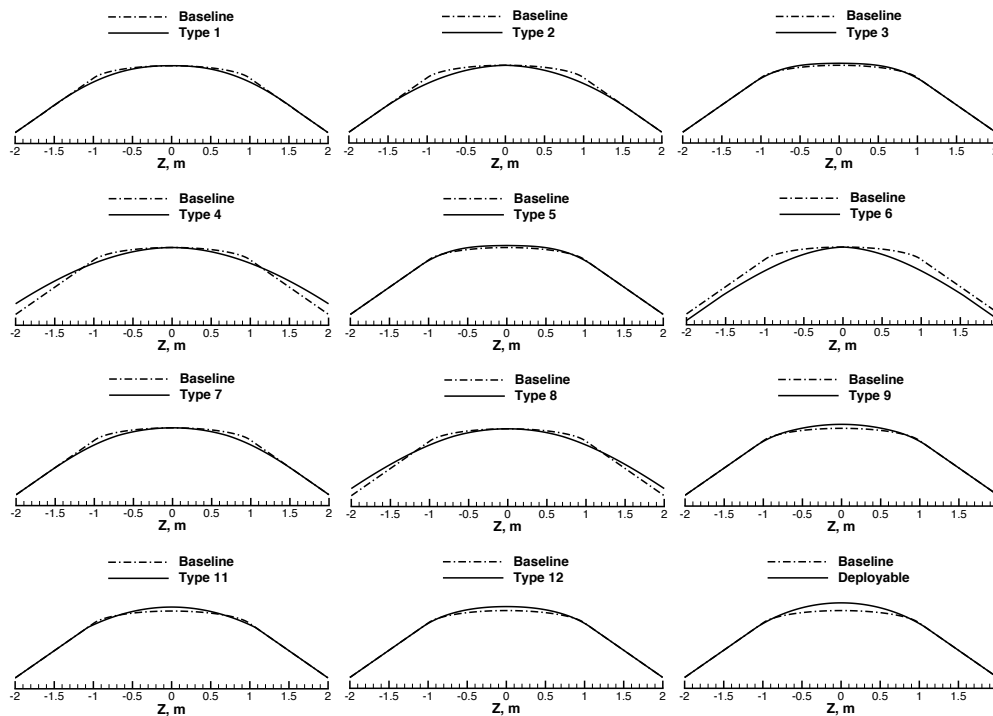 Baseline
Type 1
-2 -1.5 -1 -0.5 0 0.5 1 1.5 2
Z, m
Baseline
Type 2
-2 -1.5 -1 -0.5 0 0.5 1 1.5 2
Z, m
Baseline
Type 3
-2 -1.5 -1 -0.5 0 0.5 1 1.5
Z, m
Baseline
Type 4
-2 -1.5 -1 -0.5 0 0.5 1 1.5 2
Z, m
Baseline
Type 5
-2 -1.5 -1 -0.5 0 0.5 1 1.5 2
Z, m
Baseline
Type 6
-2 -1.5 -1 -0.5 0 0.5 1 1.5
Z, m
Baseline
Type 7
-2 -1.5 -1 -0.5 0 0.5 1 1.5 2
Z, m
Baseline
Type 8
-2 -1.5 -1 -0.5 0 0.5 1 1.5 2
Z, m
Baseline
Type 9
-2 -1.5 -1 -0.5 0 0.5 1 1.5
Z, m
Baseline
Type 11
-2 -1.5 -1 -0.5 0 0.5 1 1.5 2
Z, m
Baseline
Type 12
-2 -1.5 -1 -0.5 0 0.5 1 1.5 2
Z, m
Baseline
Deployable
-2 -1.5 -1 -0.5 0 0.5 1 1.5
Z, m